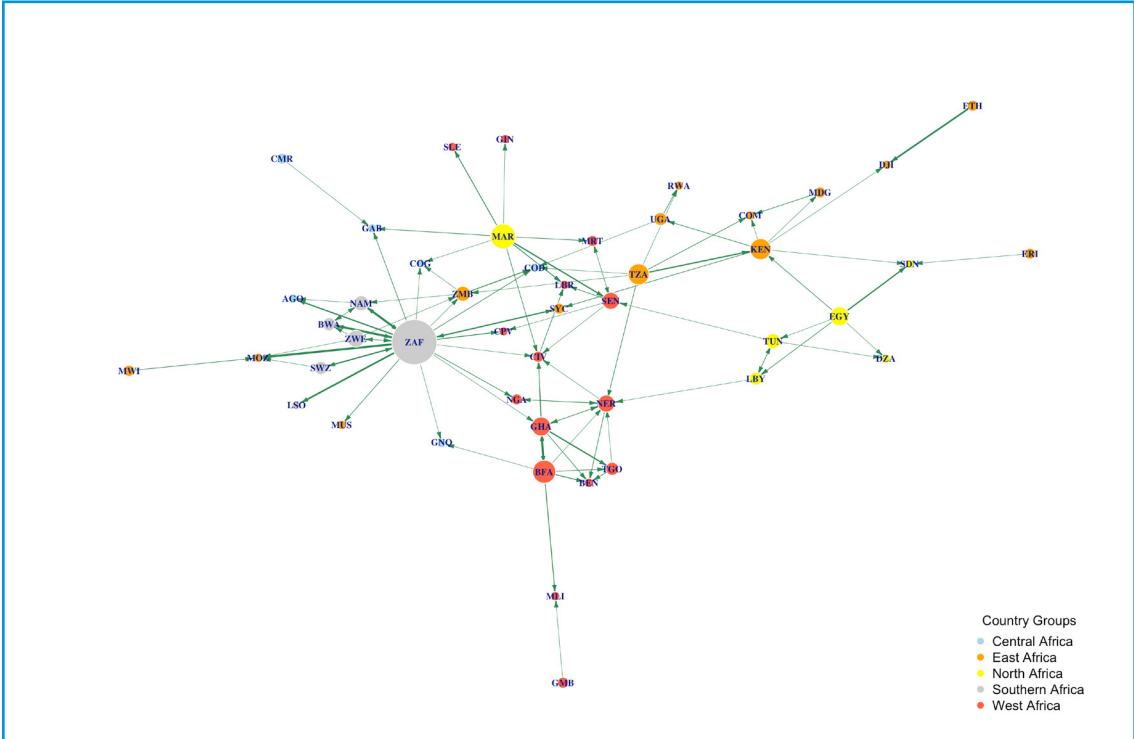 ETH
GIN
SLE
CMR
DJI
RWA
MDG
COM
UGA
GAB
MAR
MRT
KEN
ERI
COG
COD
SDN
TZA
LBR
ZMB
AGO
NAM
SEN
SYC
EGY
BWA
CPV
ZWE
ZAF
TUN
CIV
MOZ
DZA
SWZ
MWI
LBY
NGA
NER
LSO
MUS
GHA
GNQ
TGO
BFA
BEN
MLI
GMB
Country Groups
Central Africa
East Africa
North Africa
Southern Africa
West Africa